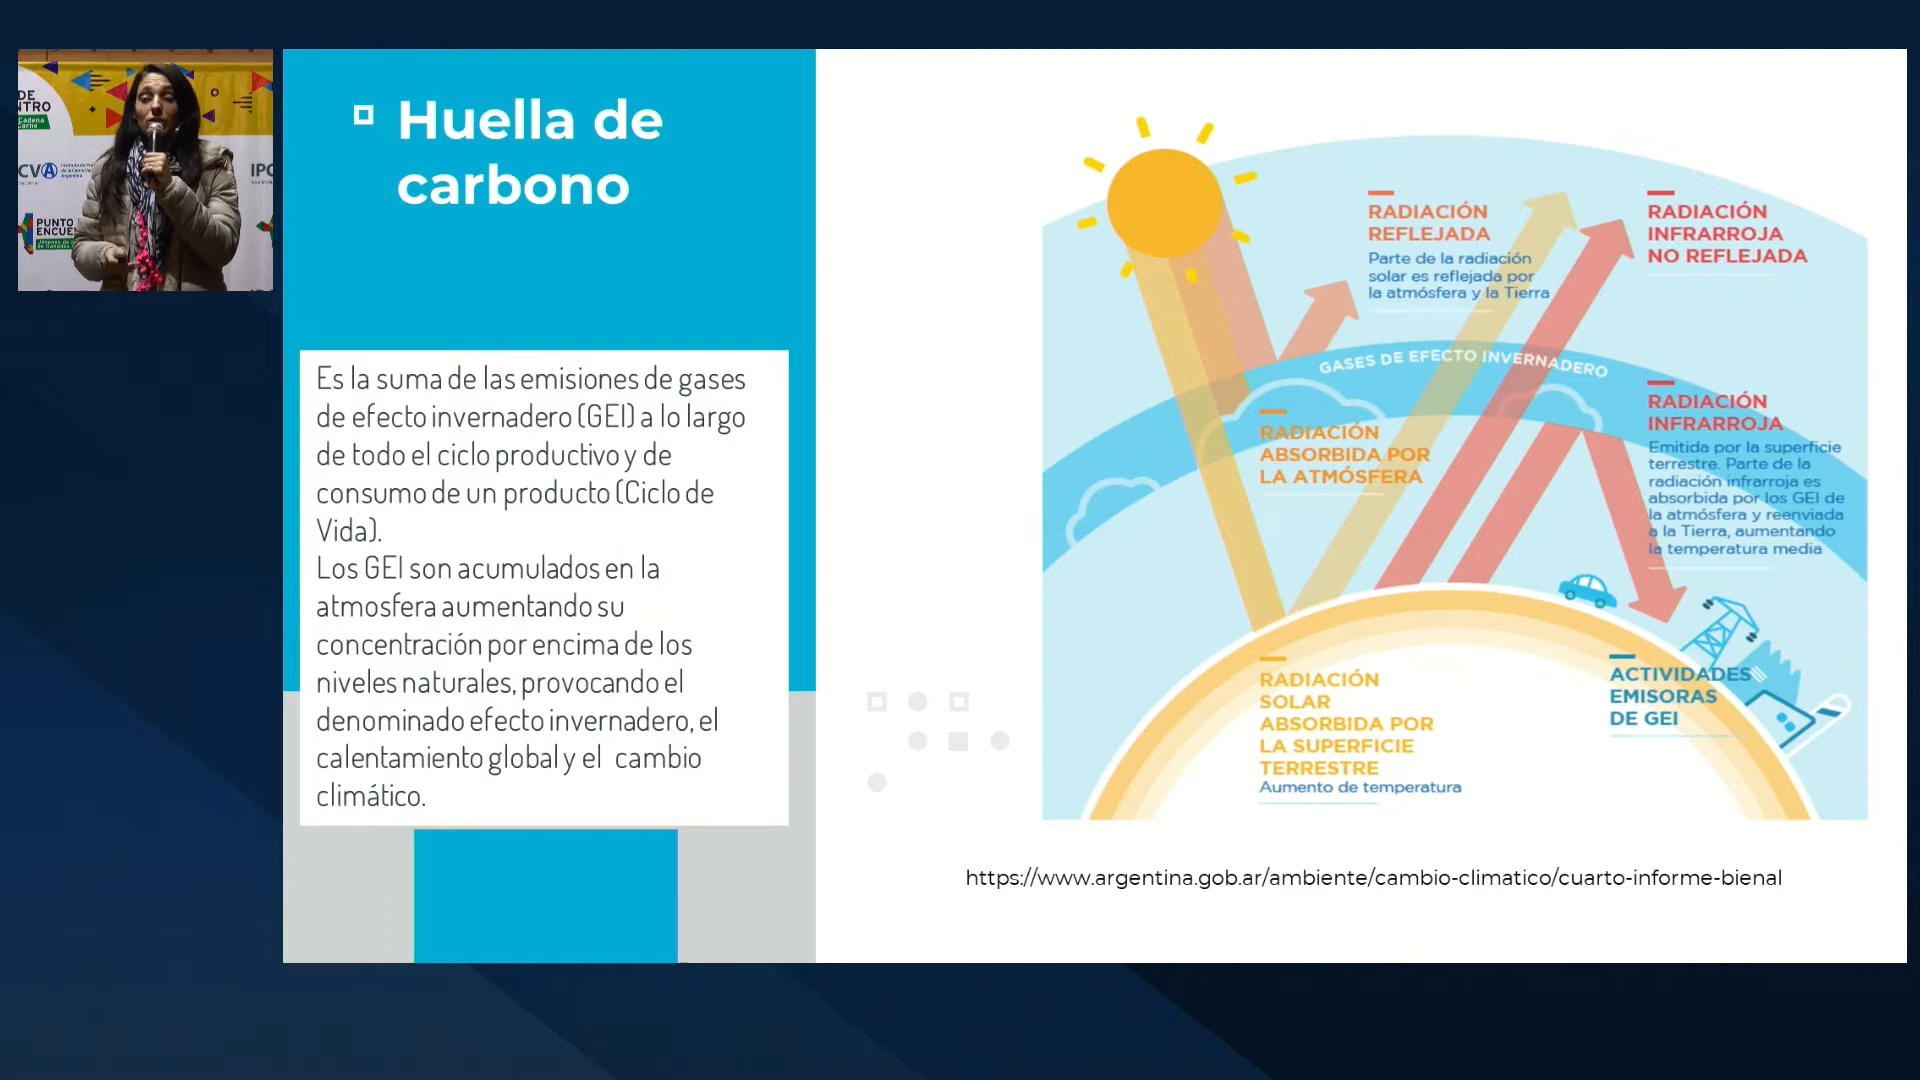 DE
NTRO
Cadena
Carne
CVA
IPC
PUNTO
ENCUE
Huella de
carbono
Es la suma de las emisiones de gases
de efecto invernadero (GEI) a lo largo
de todo el ciclo productivo y de
consumo de un producto (Ciclo de
Vida).
Los GEI son acumulados en la
atmosfera aumentando su
concentración por encima de los
niveles naturales, provocando el
denominado efecto invernadero, el
calentamiento global y el cambio
climático.
RADIACIÓN
REFLEJADA
Parte de la radiación
solar es reflejada por
la atmósfera y la Tierra
RADIACIÓN
INFRARROJA
NO REFLEJADA
GASES DE EFECTO INVERNADERO
RADIACIÓN
ABSORBIDA POR
LA ATMÓSFERA
RADIACIÓN
INFRARROJA
Emitida por la superficie
terrestre. Parte de la
radiación infrarroja es
absorbida por los GEI de
la atmósfera y reenviada
a la Tierra, aumentando
la temperatura media
RADIACIÓN
SOLAR
ABSORBIDA POR
LA SUPERFICIE
TERRESTRE
Aumento de temperatura
ACTIVIDADES
EMISORAS
DE GEI
https://www.argentina.gob.ar/ambiente/cambio-climatico/cuarto-informe-bienal